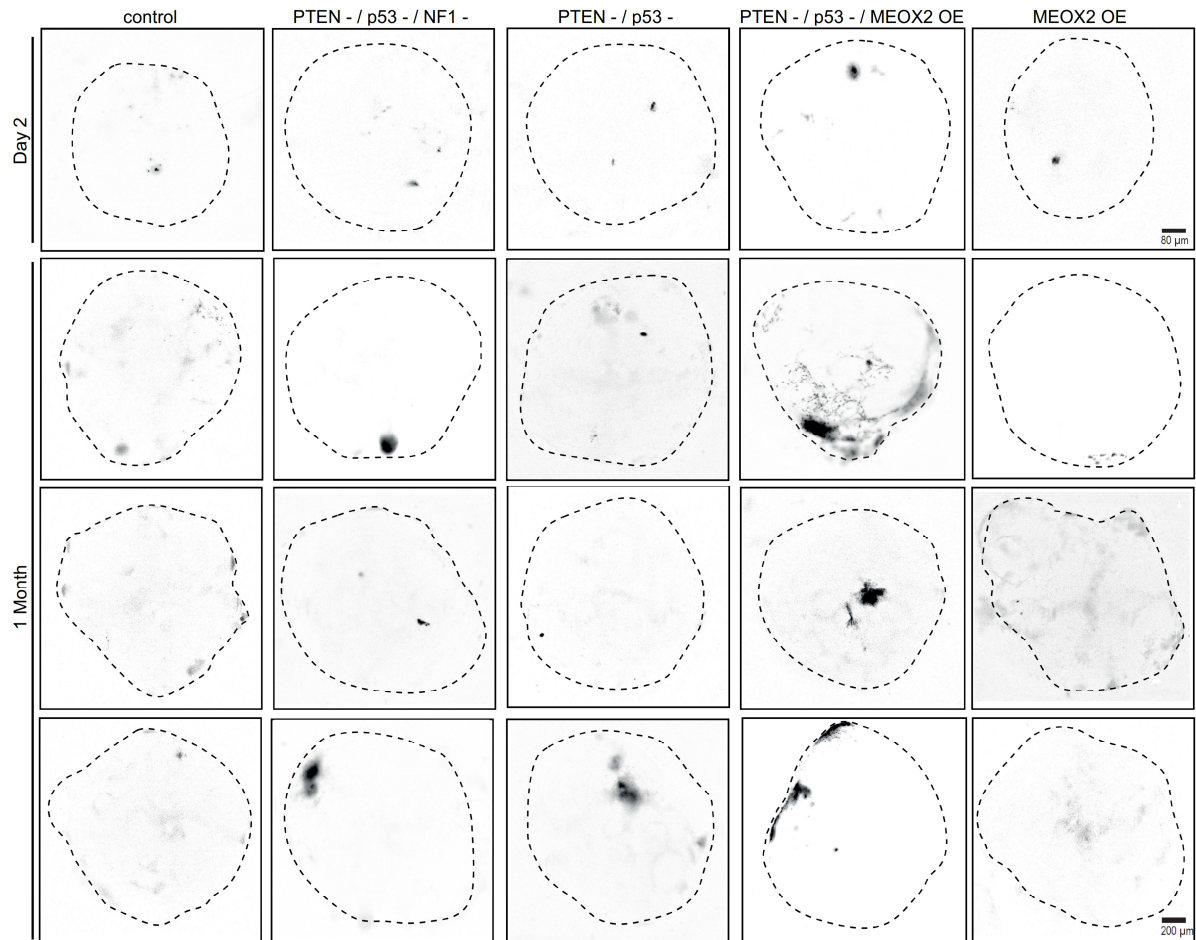 control
PTEN - / p53 - / NF1 -
PTEN - / p53 -
PTEN - / p53 - / MEOX2 OE
MEOX2 OE
Day 2
80 µm
1 Month
200 µm